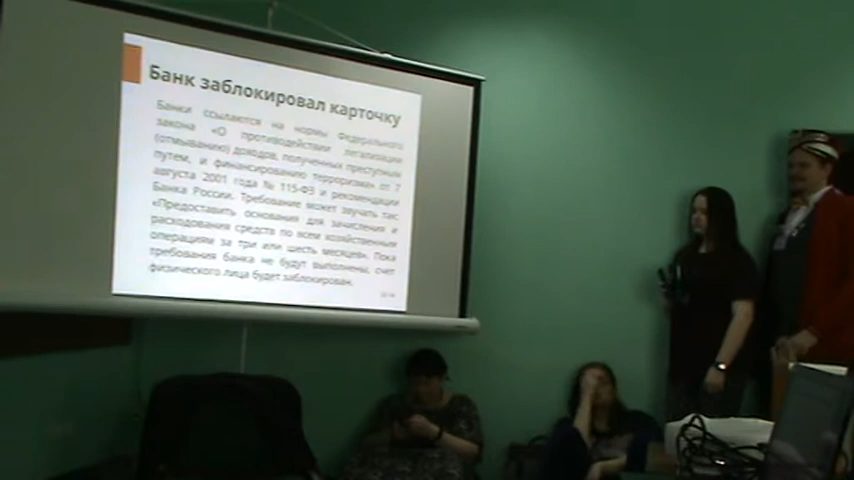 Банк заблокировал карточку
Банки ссылаются на нормы Федерального
закона «О противодействии легализации
(отмыванию) доходов, полученных преступным
путем, и финансированию терроризма» от 7
августа 2001 года № 115-ФЗ и рекомендации
Банка России. Требование может звучать так:
«Предоставить основания для зачисления и
расходования средств по всем хозяйственным
операциям за три или шесть месяцев». Пока
требования банка не будут выполнены, счет
физического лица будет заблокирован.